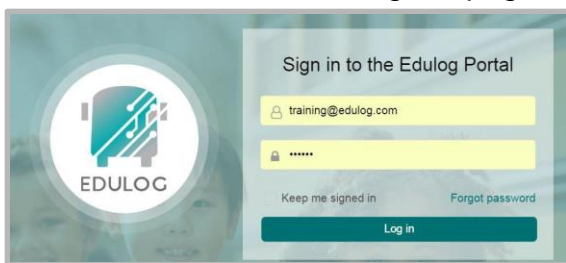 Sign in to the Edulog Portal
training@edulog.com
••••••
EDULOG
Keep me signed in
Forgot password
Log in